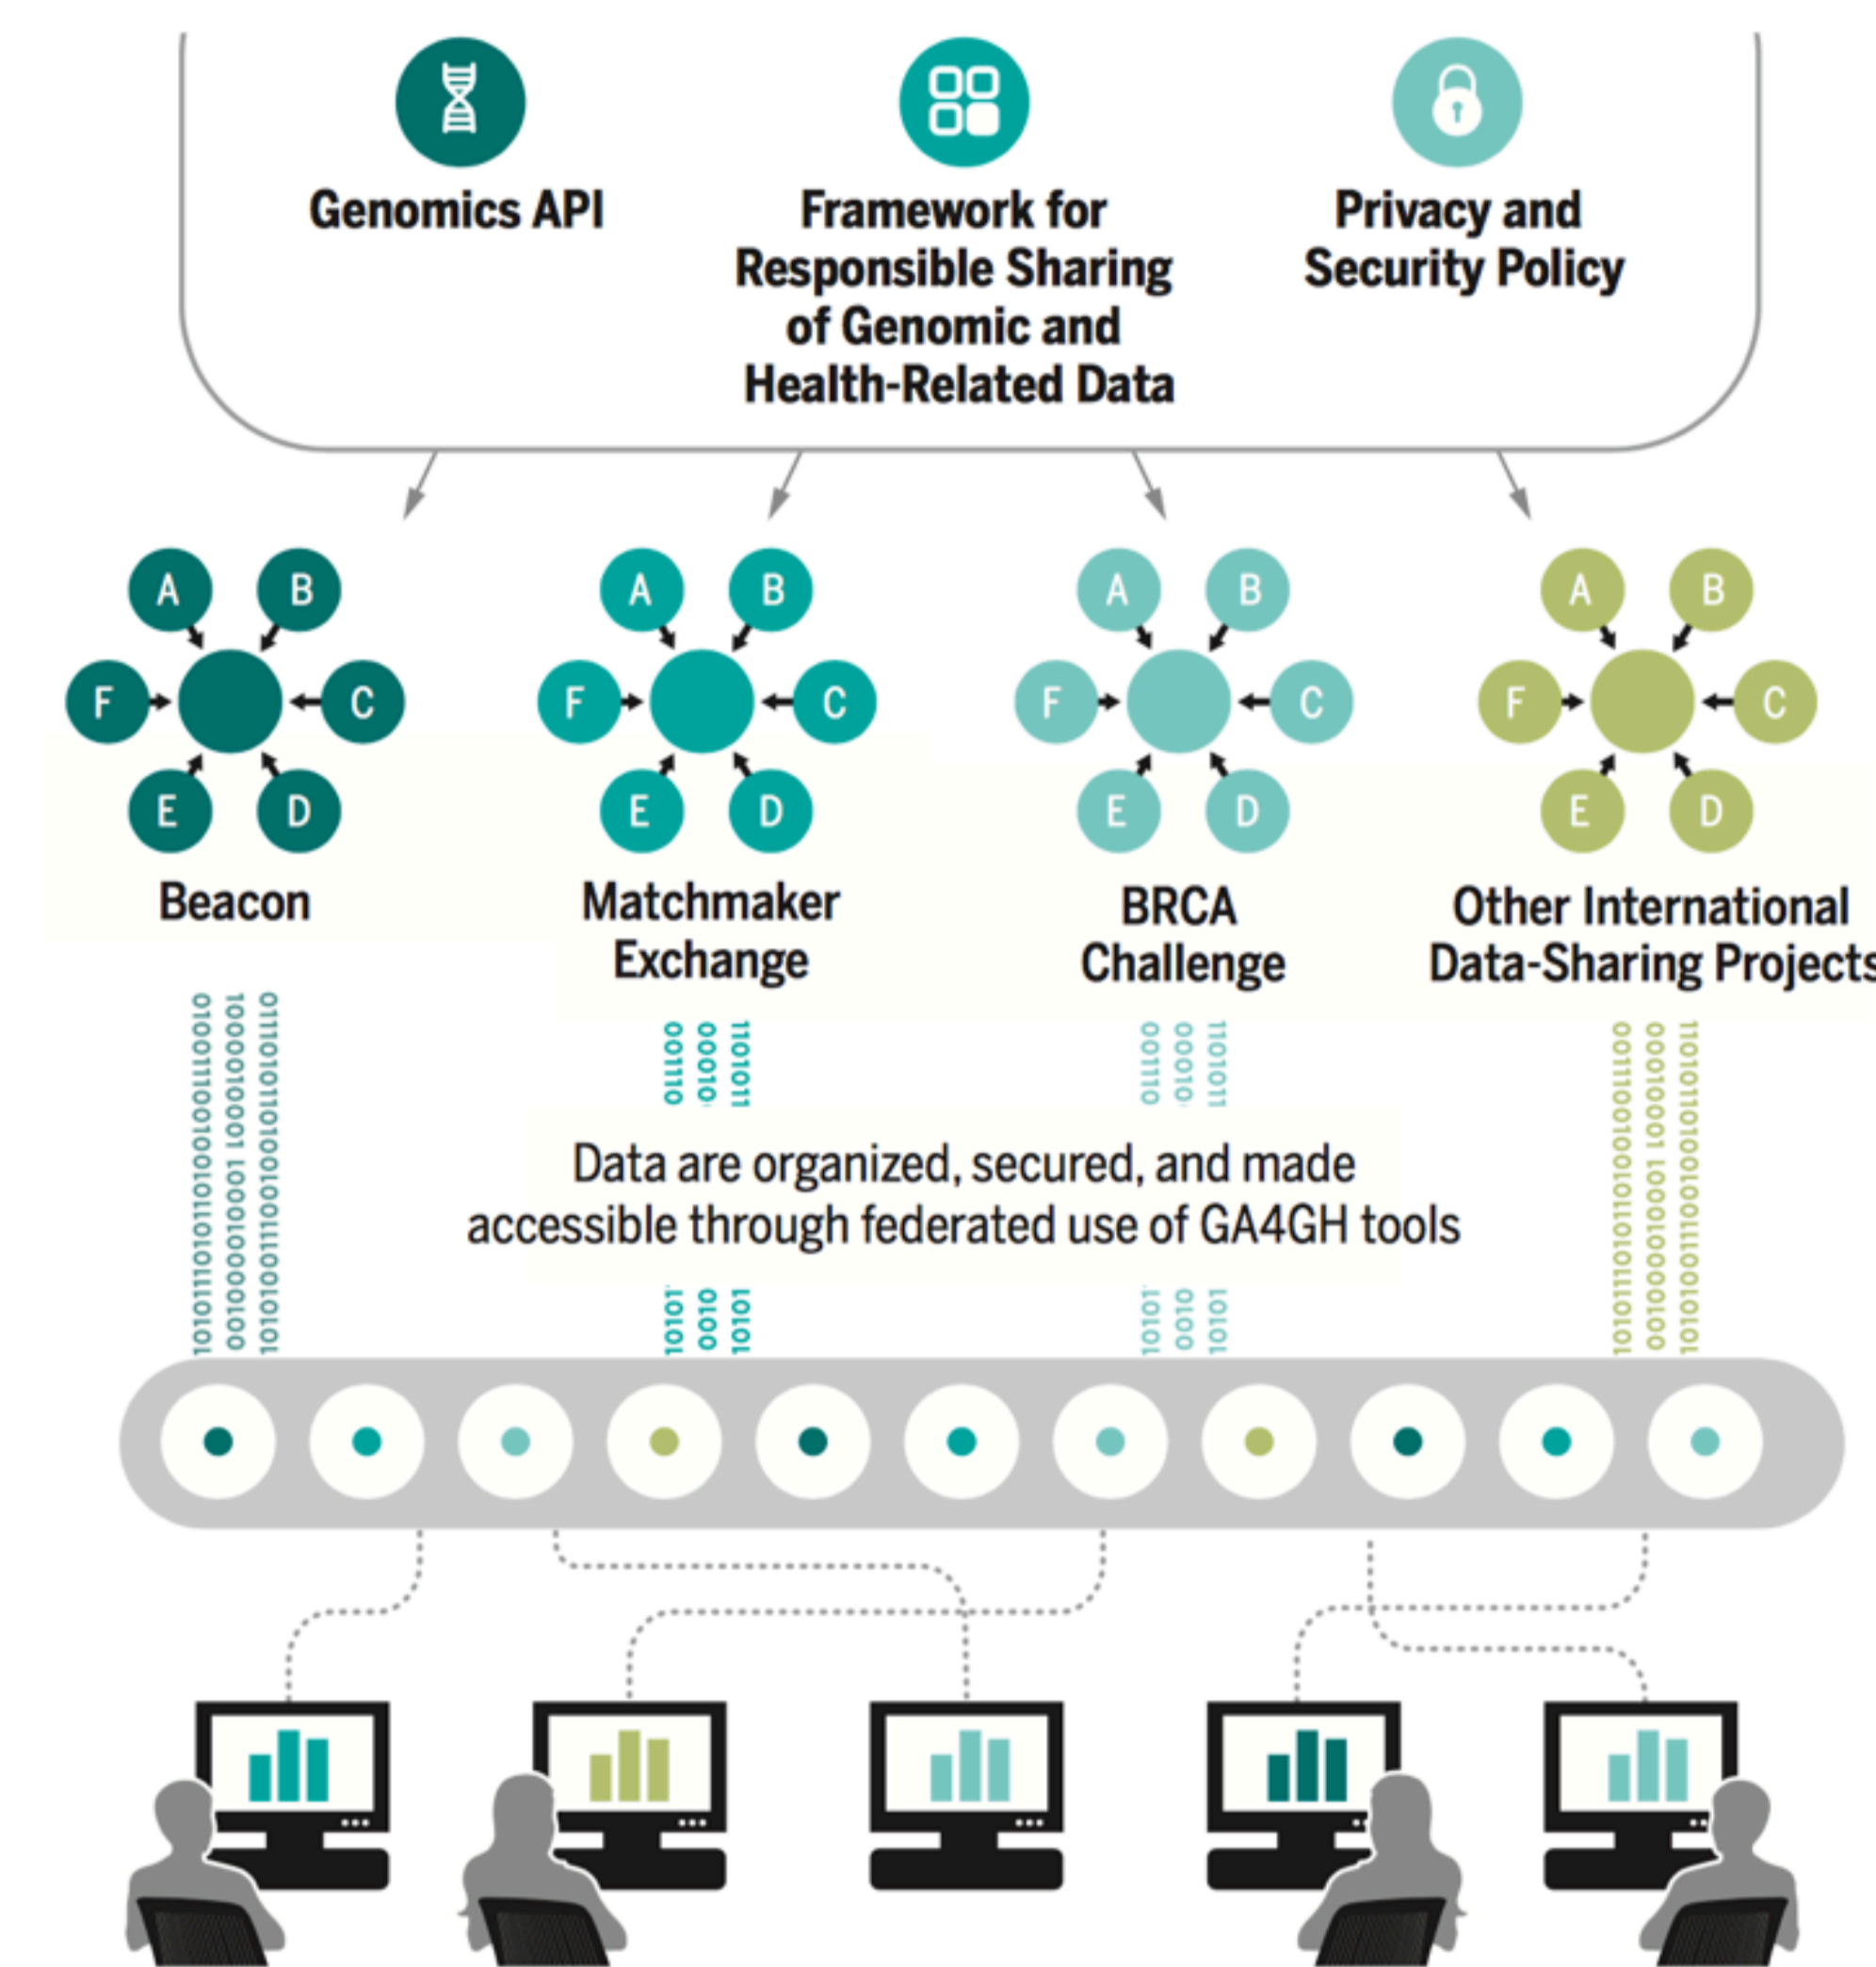 Genomics API
Framework for
Responsible Sharing
of Genomic and
Health-Related Data
Privacy and
Security Policy
A B
F C
E D
Beacon
A B
F C
E D
Matchmaker
Exchange
A B
F C
E D
BRCA
Challenge
A B
F C
E D
Other International
Data-Sharing Projects
Data are organized, secured, and made
accessible through federated use of GA4GH tools